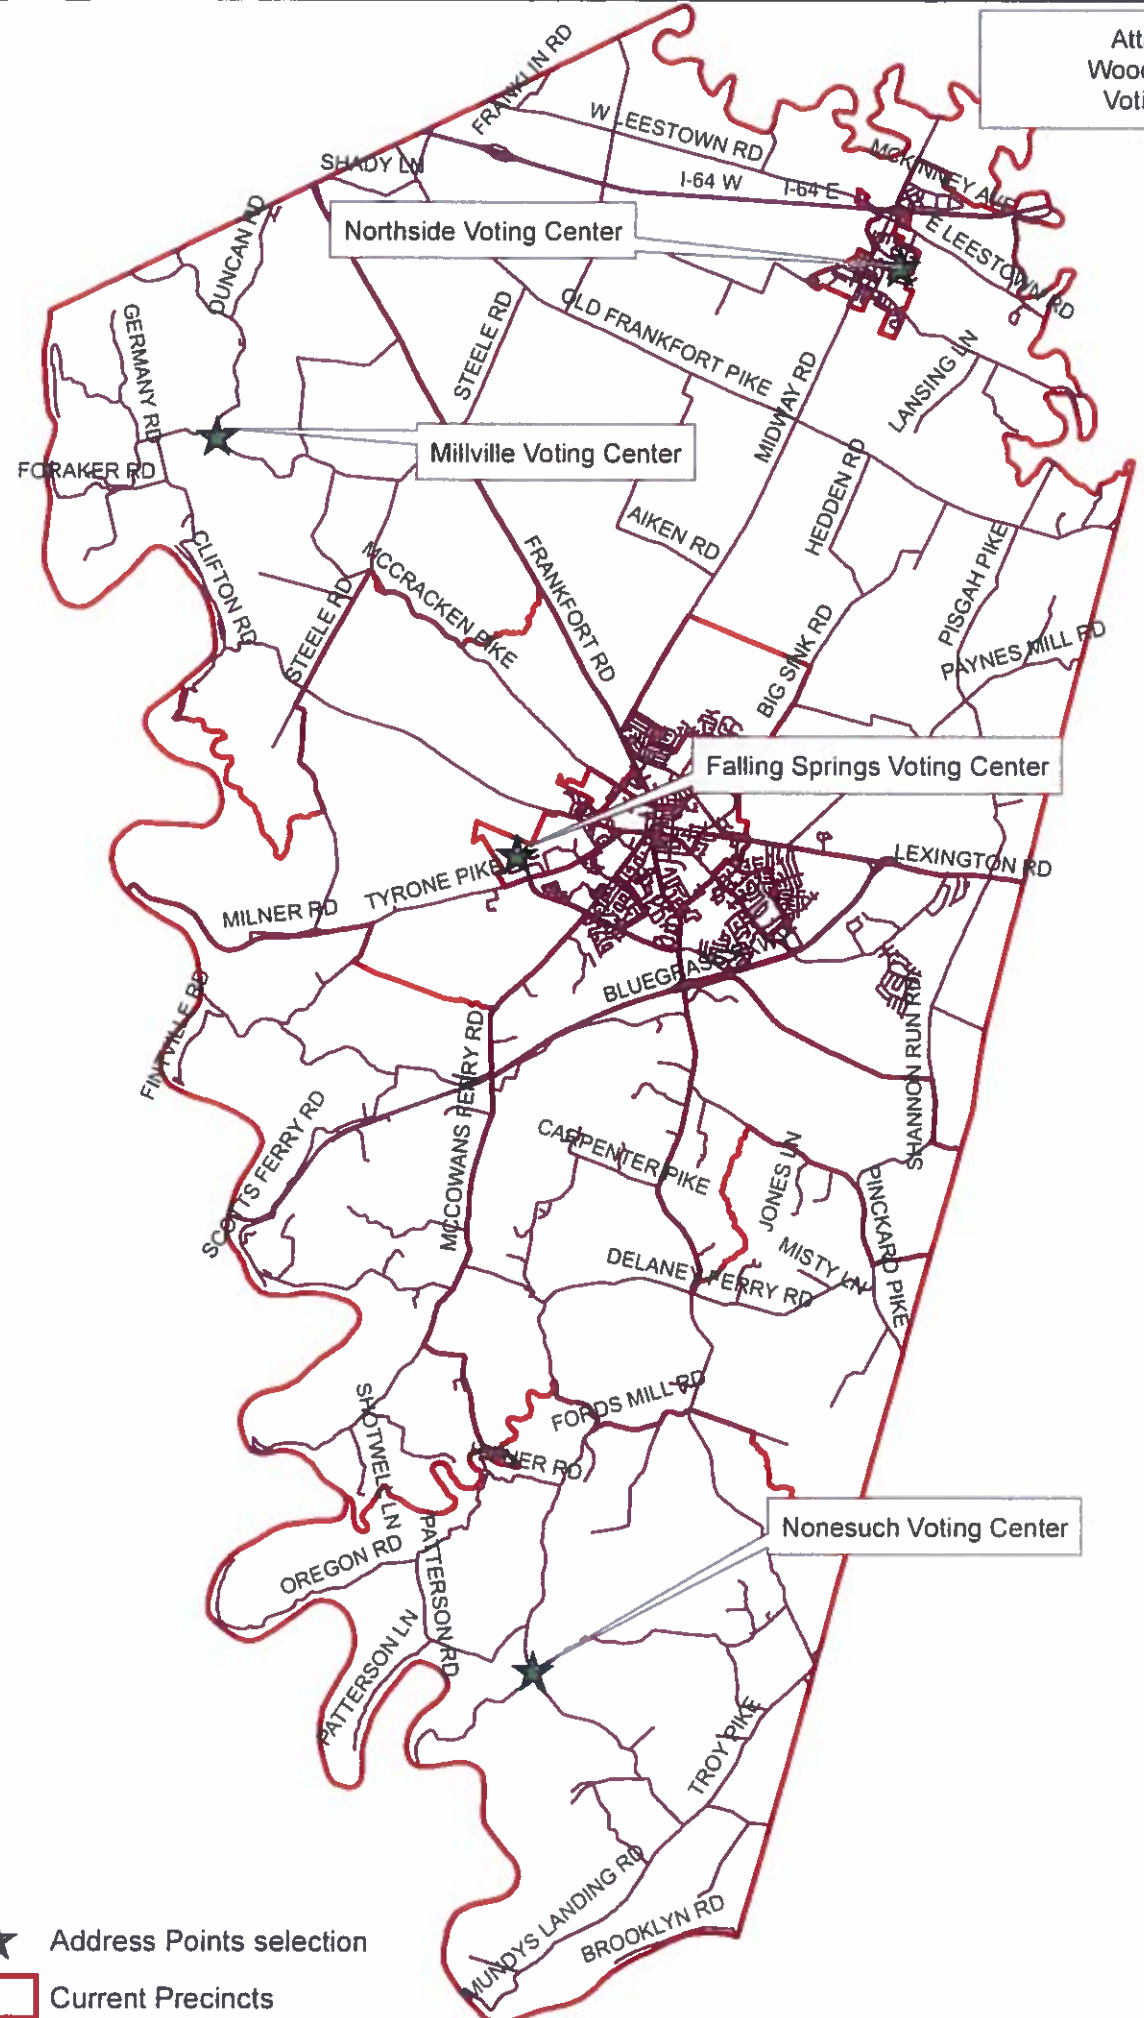 Att
Wood
Voti
FRANKLIN RD
W LEESTOWN RD
SHADY LN
MCKINNEY AVE
I-64 W
I-64 E
DUNCAN RD
Northside Voting Center
E LEESTOWN RD
GERMANY RD
STEELE RD
OLD FRANKFORT PIKE
LANSING LN
MIDWAY RD
Millville Voting Center
FORAKER RD
HEDDEN RD
AIKEN RD
CLIFTON RD
MCCRACKEN PIKE
FRANKFORT RD
PISGAH PIKE
STEELE RD
BIG SINK RD
PAYNES MILL RD
Falling Springs Voting Center
LEXINGTON RD
TYRONE PIKE
MILNER RD
BLUEGRASS
FINTVILLE RD
MCCOWANS FERRY RD
SHANNON RUN RD
SCOTTS FERRY RD
CARPENTER PIKE
JONES LN
PINCKARD PIKE
DELANEY FERRY RD
MISTY LN
SHOTWELL LN
FORDS MILL RD
NER RD
Nonesuch Voting Center
OREGON RD
PATTERSON RD
PATTERSON LN
TROY PIKE
MUNDYS LANDING RD
BROOKLYN RD
Address Points selection
Current Precincts